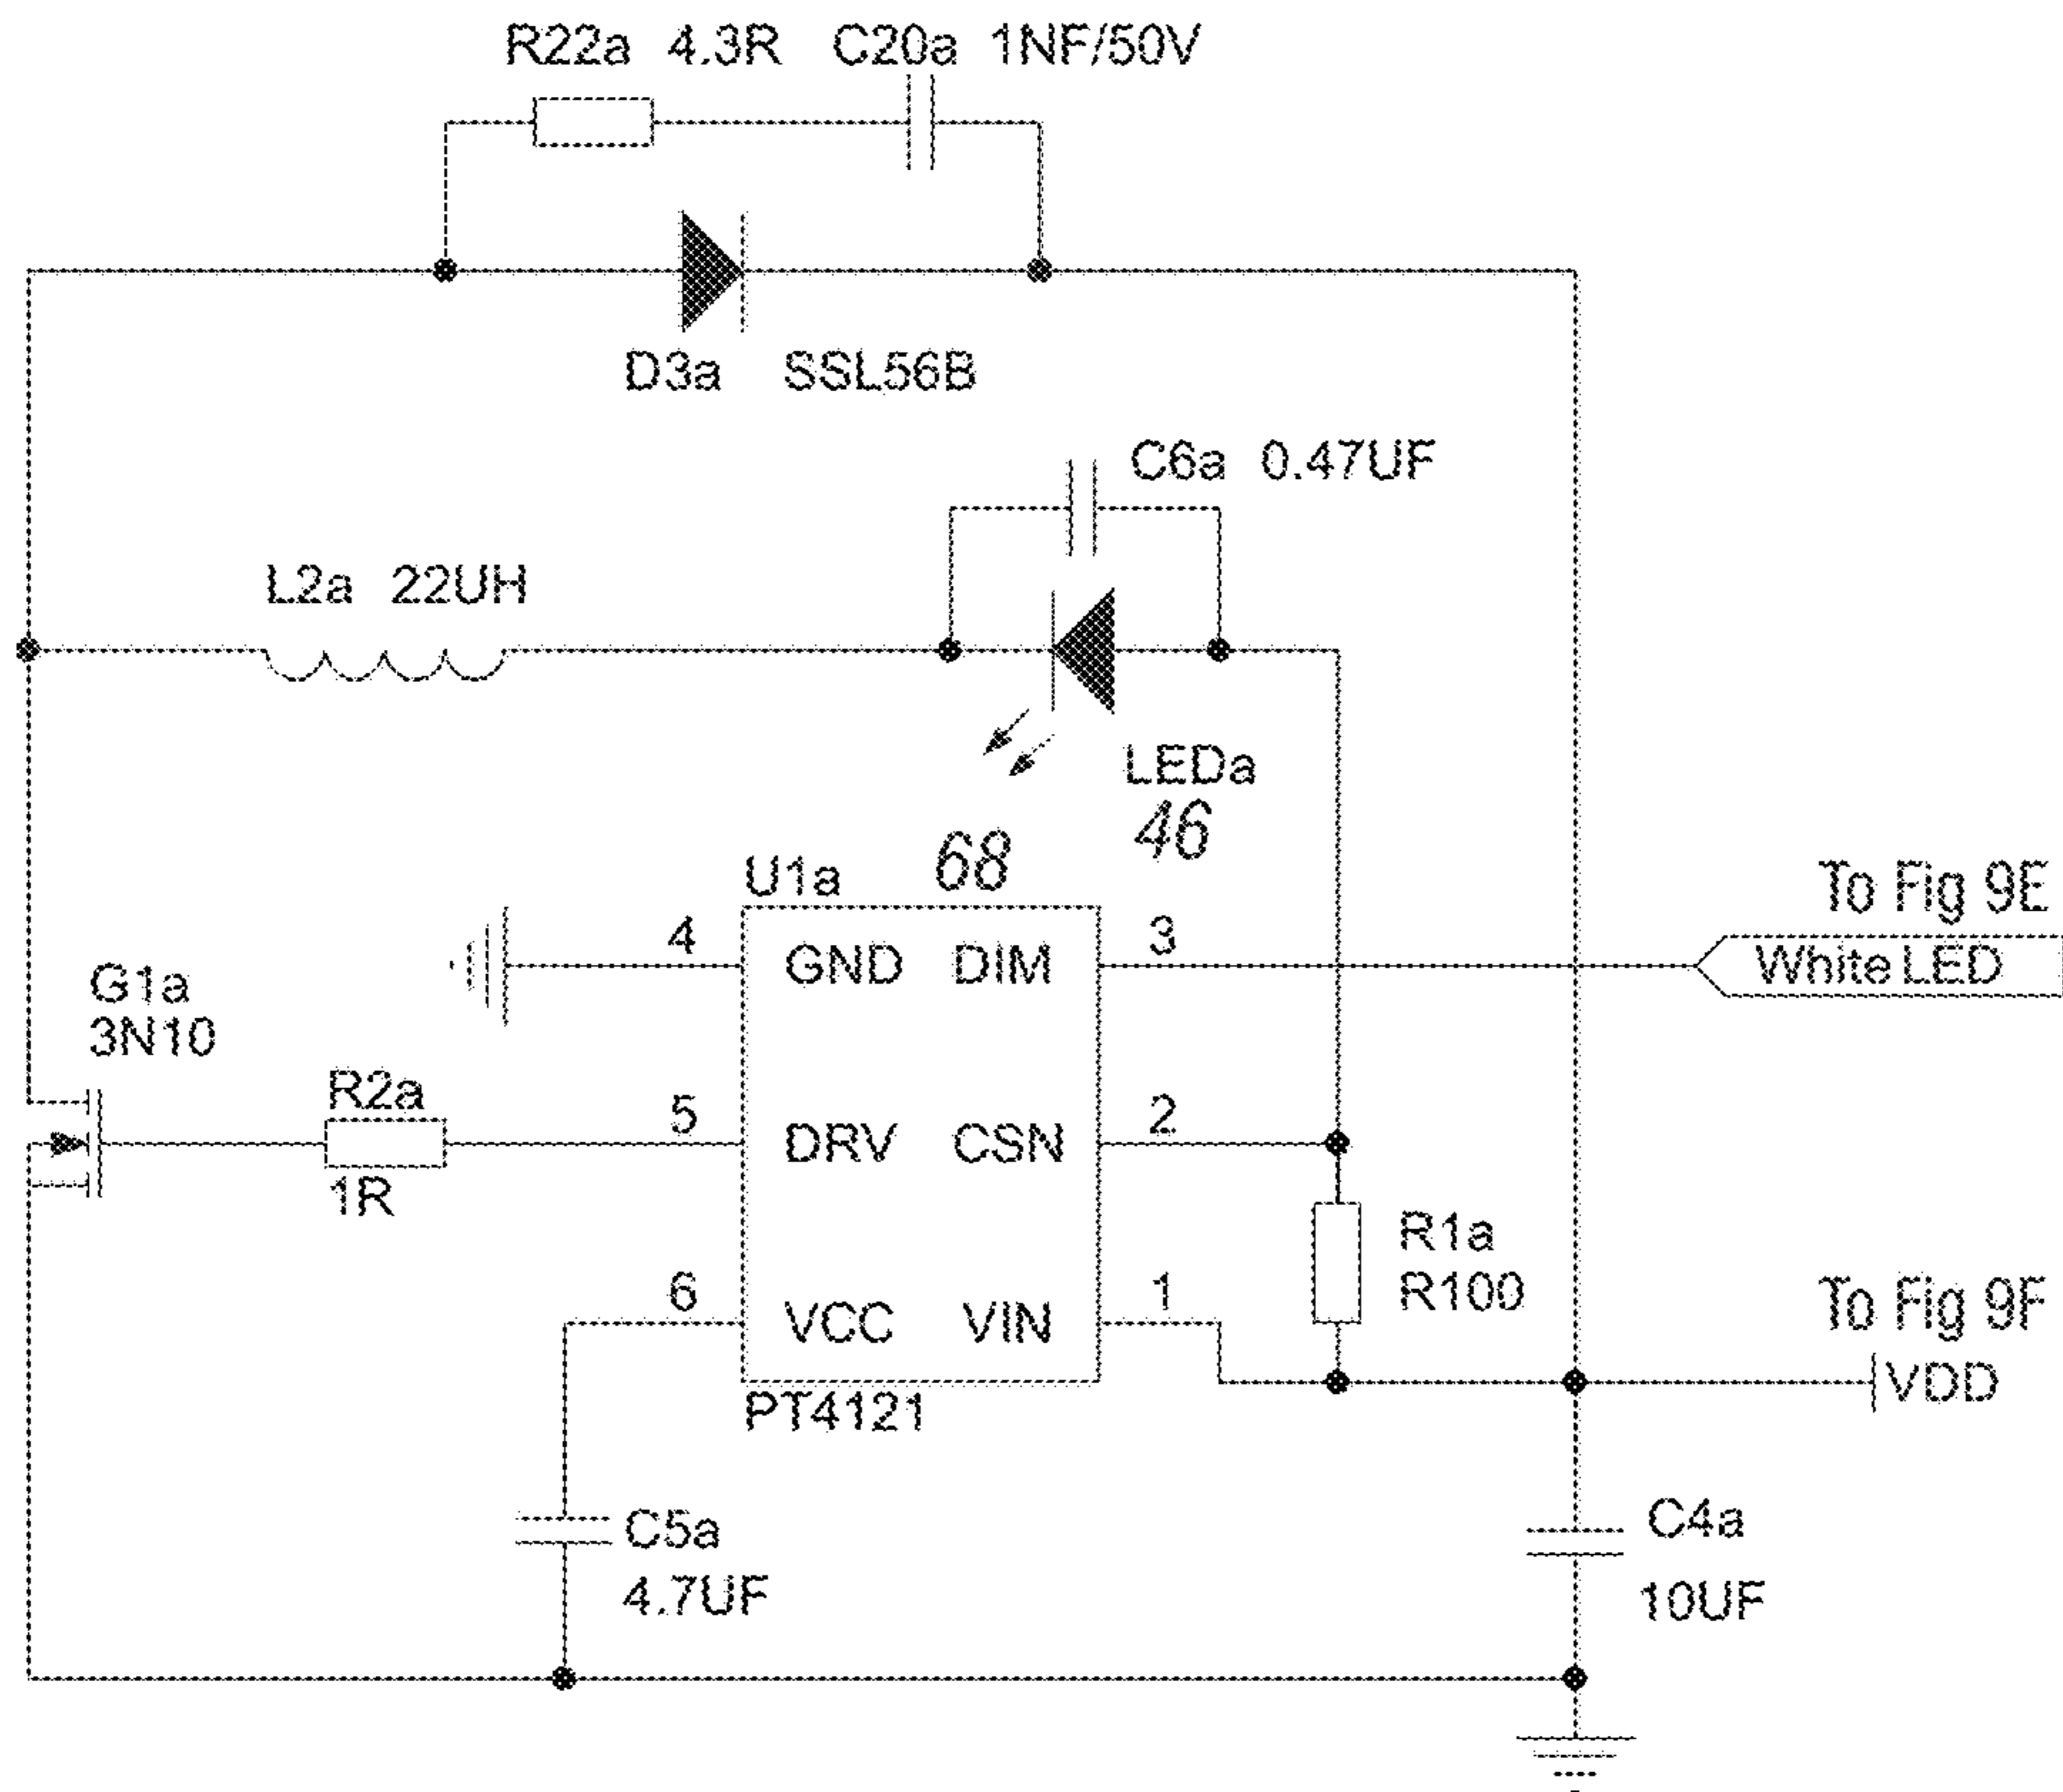 R22a 4.3R C20a 1NF/50V
D3a SSL56B
C6a 0.47UF
L2a 22UH
LEDa
46
U1a 68
To Fig 9E
4 GND DIM 3 White LED
G1a
3N10
R2a
1R
5 DRV CSN 2
R1a
R100
6 VCC VIN 1
To Fig 9F
VDD
PT4121
C5a
4.7UF
C4a
10UF